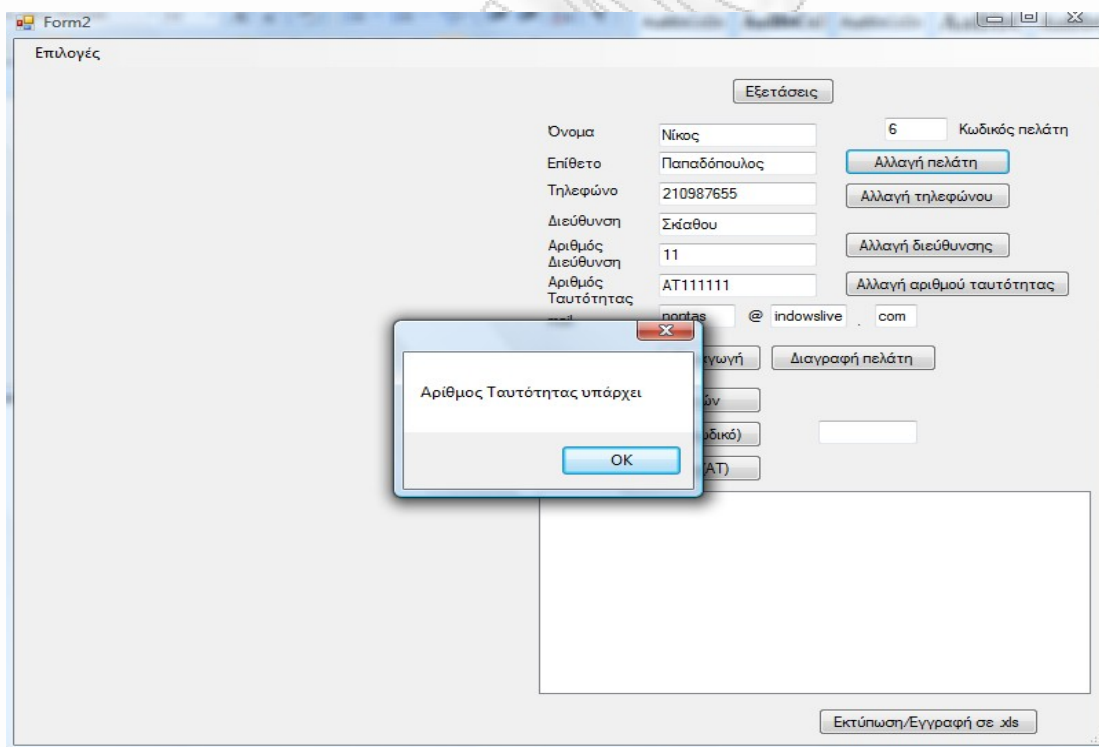 Form2
Επιλογές
Εξετάσεις
Όνομα Νίκος 6 Κωδικός πελάτη
Επίθετο Παπαδόπουλος Αλλαγή πελάτη
Τηλεφώνο 210987655 Αλλαγή τηλεφώνου
Διεύθυνση Σκίαθου
Αριθμός Διεύθυνση 11 Αλλαγή διεύθυνσης
Αριθμός Ταυτότητας AT111111 Αλλαγή αριθμού ταυτότητας
@ indowslive . com
Διαγραφή πελάτη
Αρίθμος Ταυτότητας υπάρχει
OK
Εκτύπωση/Εγγραφή σε .xls